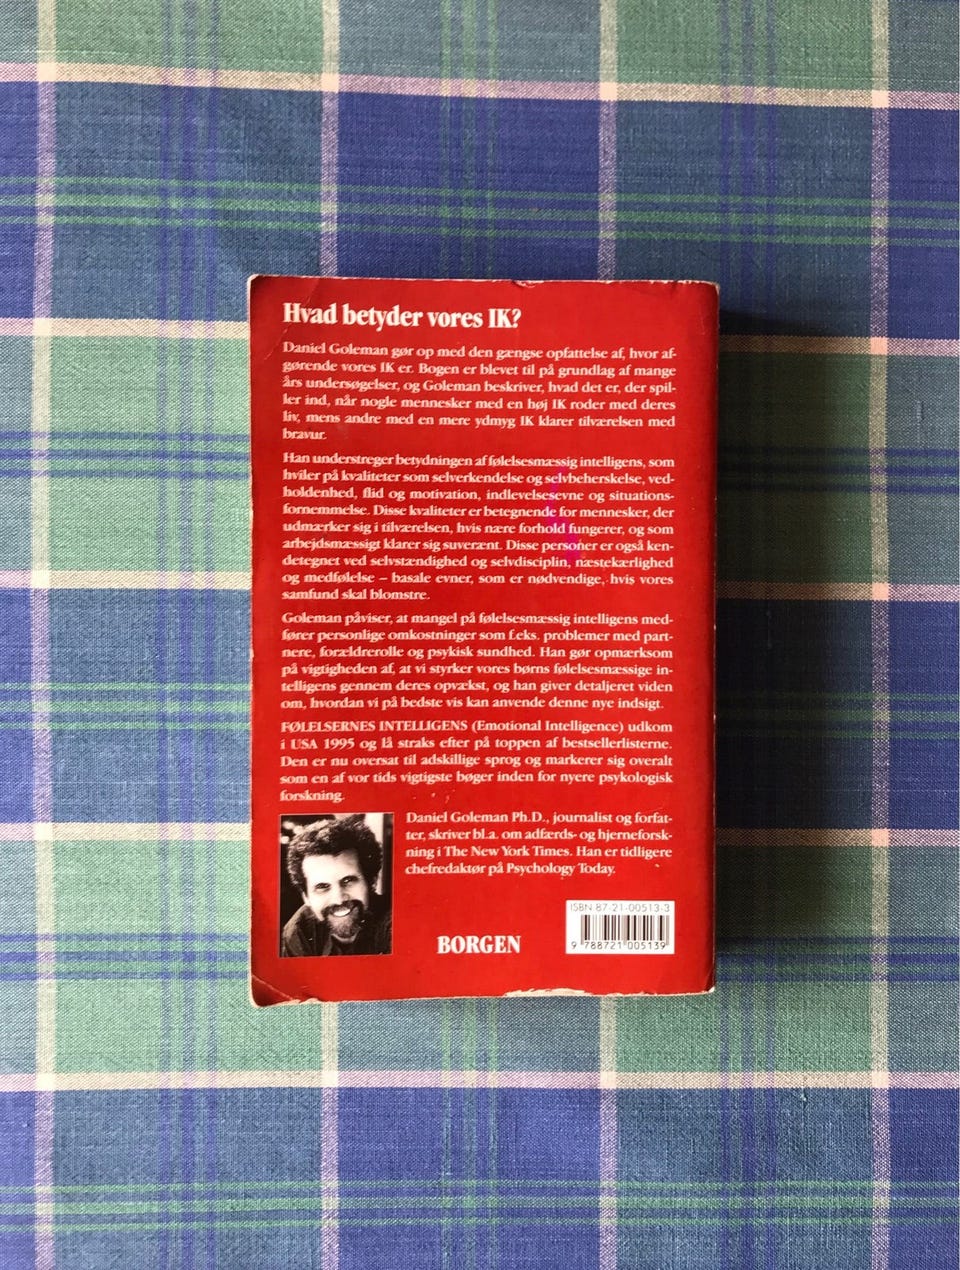 Hvad betyder vores IK?
Daniel Goleman gør op med den gængse opfattelse af, hvor af-
gørende vores IK er. Bogen er blevet til på grundlag af mange
års undersøgelser, og Goleman beskriver, hvad det er, der spil-
ler ind, når nogle mennesker med en høj IK roder med deres
liv, mens andre med en mere ydmyg IK klarer tilværelsen med
bravur.
Han understreger betydningen af følelsesmæssig intelligens, som
hviler på kvaliteter som selverkendelse og selvbeherskelse, ved-
holdenhed, flid og motivation, indlevelsesevne og situations-
fornemmelse. Disse kvaliteter er betegnende for mennesker, der
udmærker sig i tilværelsen, hvis nære forhold fungerer, og som
arbejdsmæssigt klarer sig suverænt. Disse personer er også ken-
detegnet ved selvstændighed og selvdisciplin, næstekærlighed
og medfølelse – basale evner, som er nødvendige, hvis vores
samfund skal blomstre.
Goleman påviser, at mangel på følelsesmæssig intelligens med-
fører personlige omkostninger som f.eks. problemer med part-
nere, forældrerolle og psykisk sundhed. Han gør opmærksom
på vigtigheden af, at vi styrker vores børns følelsesmæssige in-
telligens gennem deres opvækst, og han giver detaljeret viden
om, hvordan vi på bedste vis kan anvende denne nye indsigt.
FØLELSERNES INTELLIGENS (Emotional Intelligence) udkom
i USA 1995 og lå straks efter på toppen af bestsellerlisterne.
Den er nu oversat til adskillige sprog og markerer sig overalt
som en af vor tids vigtigste bøger inden for nyere psykologisk
forskning.
Daniel Goleman Ph.D., journalist og forfat-
ter, skriver bl.a. om adfærds- og hjerneforsk-
ning i The New York Times. Han er tidligere
chefredaktør på Psychology Today.
BORGEN
ISBN 87-21-00513-3
9 788721 005139